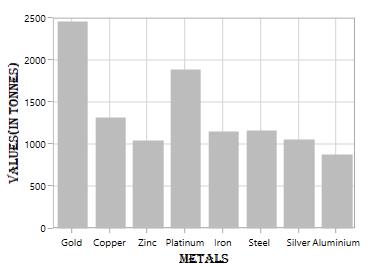 2500
2000
1500
1000
500
0
VALUES(IN TONNES)
Gold Copper Zinc Platinum Iron Steel Silver Aluminium
METALS